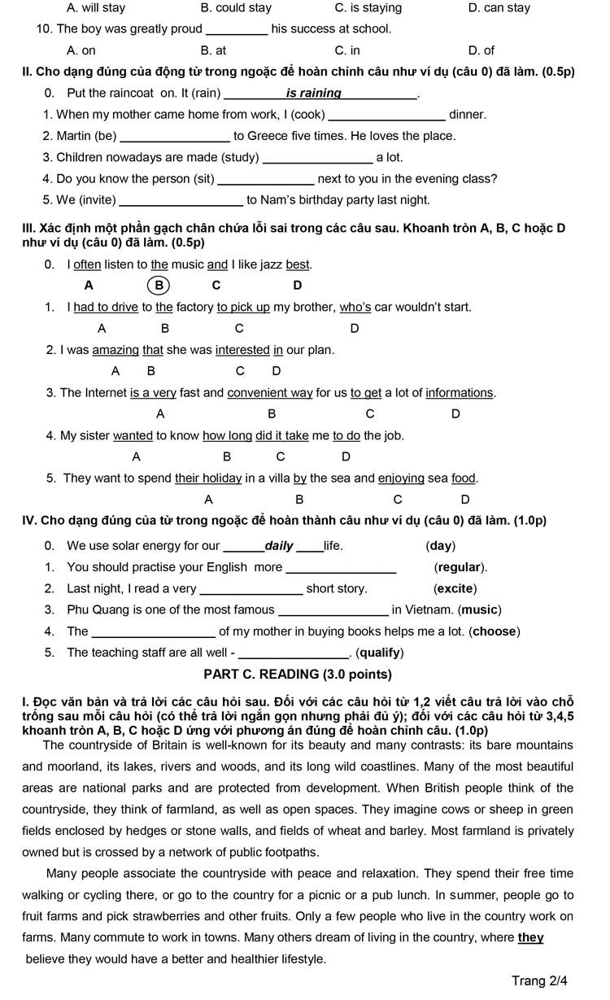 A. will stay B. could stay C. is staying D. can stay
10. The boy was greatly proud __________ his success at school.
A. on B. at C. in D. of
II. Cho dạng đúng của động từ trong ngoặc để hoàn chỉnh câu như ví dụ (câu 0) đã làm. (0.5p)
0. Put the raincoat on. It (rain) __________is raining____________.
1. When my mother came home from work, I (cook) ___________________ dinner.
2. Martin (be) __________________ to Greece five times. He loves the place.
3. Children nowadays are made (study) __________________ a lot.
4. Do you know the person (sit) _______________ next to you in the evening class?
5. We (invite) ____________________ to Nam's birthday party last night.
III. Xác định một phần gạch chân chứa lỗi sai trong các câu sau. Khoanh tròn A, B, C hoặc D
như ví dụ (câu 0) đã làm. (0.5p)
0. I often listen to the music and I like jazz best.
A B C D
1. I had to drive to the factory to pick up my brother, who's car wouldn't start.
A B C D
2. I was amazing that she was interested in our plan.
A B C D
3. The Internet is a very fast and convenient way for us to get a lot of informations.
A B C D
4. My sister wanted to know how long did it take me to do the job.
A B C D
5. They want to spend their holiday in a villa by the sea and enjoying sea food.
A B C D
IV. Cho dạng đúng của từ trong ngoặc để hoàn thành câu như ví dụ (câu 0) đã làm. (1.0p)
0. We use solar energy for our ______daily ____life. (day)
1. You should practise your English more __________________ (regular).
2. Last night, I read a very _________________ short story. (excite)
3. Phu Quang is one of the most famous __________________ in Vietnam. (music)
4. The ____________________ of my mother in buying books helps me a lot. (choose)
5. The teaching staff are all well - __________________. (qualify)
PART C. READING (3.0 points)
I. Đọc văn bản và trả lời các câu hỏi sau. Đối với các câu hỏi từ 1,2 viết câu trả lời vào chỗ
trống sau mỗi câu hỏi (có thể trả lời ngắn gọn nhưng phải đủ ý); đối với các câu hỏi từ 3,4,5
khoanh tròn A, B, C hoặc D ứng với phương án đúng để hoàn chỉnh câu. (1.0p)
The countryside of Britain is well-known for its beauty and many contrasts: its bare mountains
and moorland, its lakes, rivers and woods, and its long wild coastlines. Many of the most beautiful
areas are national parks and are protected from development. When British people think of the
countryside, they think of farmland, as well as open spaces. They imagine cows or sheep in green
fields enclosed by hedges or stone walls, and fields of wheat and barley. Most farmland is privately
owned but is crossed by a network of public footpaths.
Many people associate the countryside with peace and relaxation. They spend their free time
walking or cycling there, or go to the country for a picnic or a pub lunch. In summer, people go to
fruit farms and pick strawberries and other fruits. Only a few people who live in the country work on
farms. Many commute to work in towns. Many others dream of living in the country, where they
believe they would have a better and healthier lifestyle.
Trang 2/4